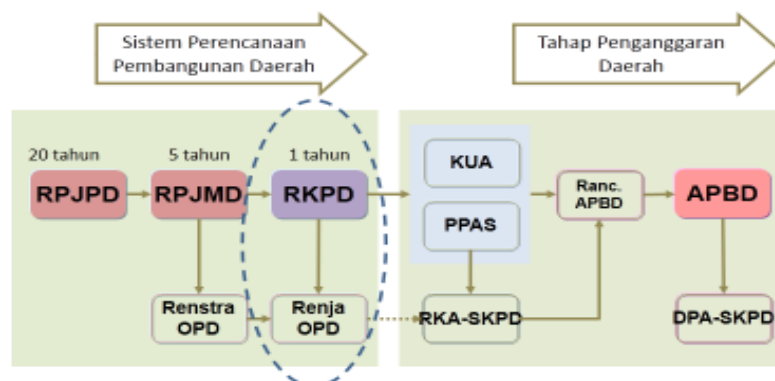 Sistem Perencanaan
Pembangunan Daerah
Tahap Penganggaran
Daerah
20 tahun
5 tahun
1 tahun
RPJPD
RPJMD
RKPD
KUA
PPAS
Ranc.
APBD
APBD
Renstra
OPD
Renja
OPD
RKA-SKPD
DPA-SKPD